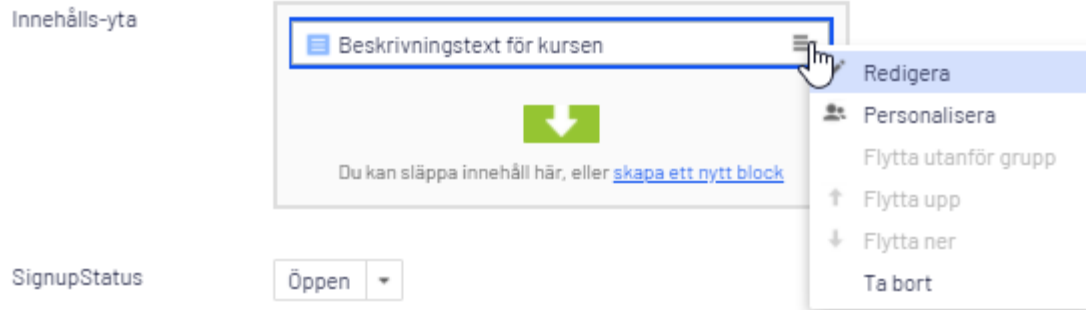 Innehålls-yta
Beskrivningstext för kursen
Redigera
Personalisera
Du kan släppa innehåll här, eller skapa ett nytt block
Flytta utanför grupp
Flytta upp
Flytta ner
SignupStatus
Öppen
Ta bort